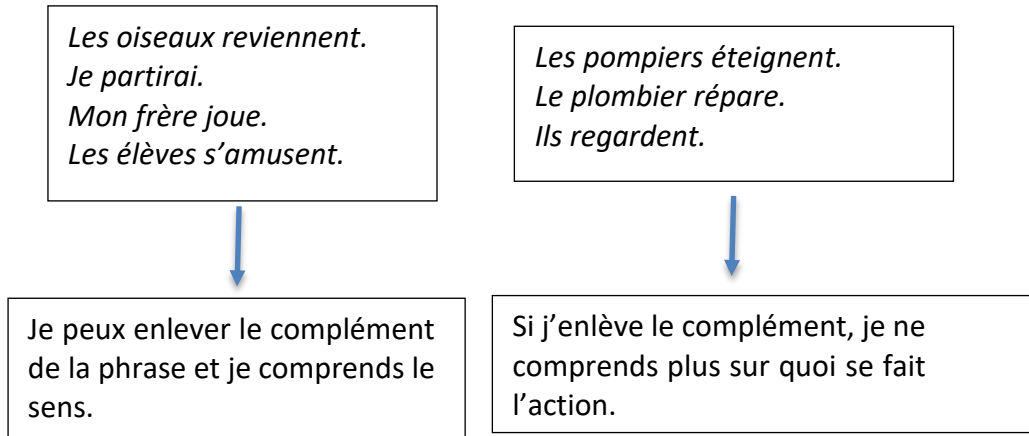 Les oiseaux reviennent.
Je partirai.
Mon frère joue.
Les élèves s’amusent.
Les pompiers éteignent.
Le plombier répare.
Ils regardent.
Je peux enlever le complément
de la phrase et je comprends le
sens.
Si j’enlève le complément, je ne
comprends plus sur quoi se fait
l’action.